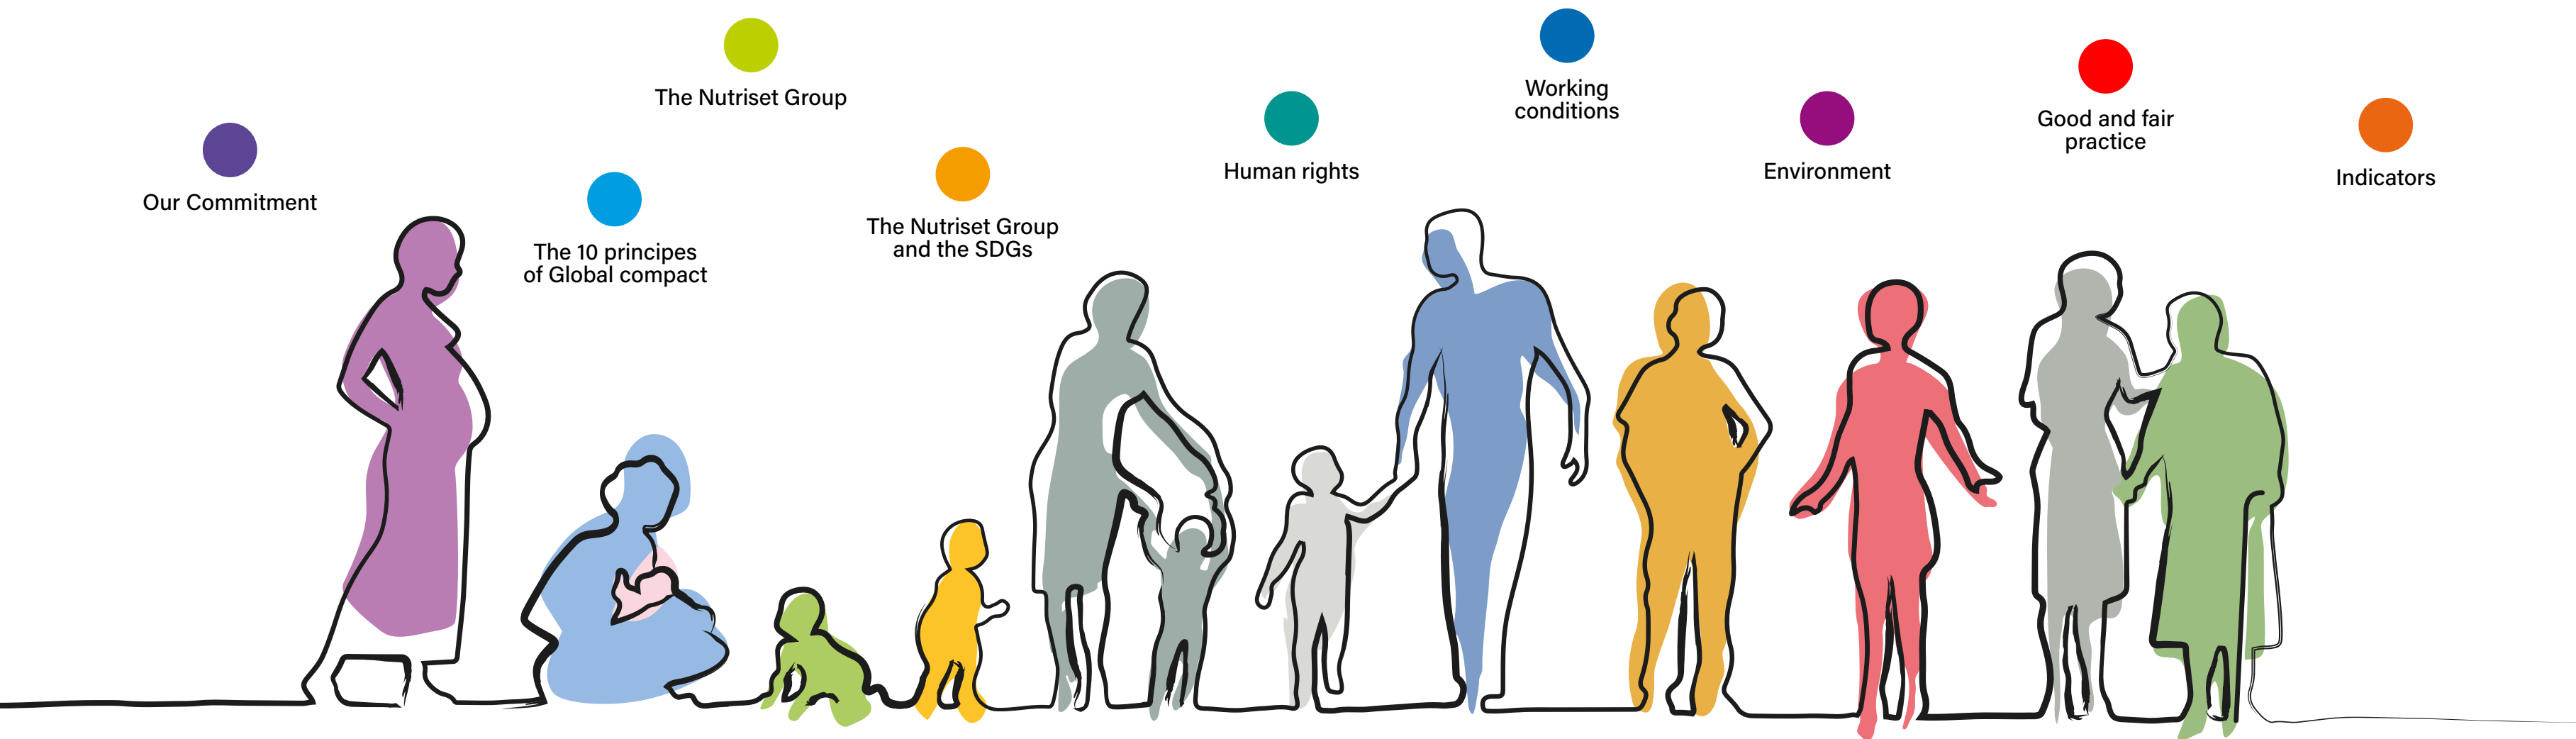 Our Commitment
The 10 principes
of Global compact
The Nutriset Group
The Nutriset Group
and the SDGs
Human rights
Working
conditions
Environment
Good and fair
practice
Indicators